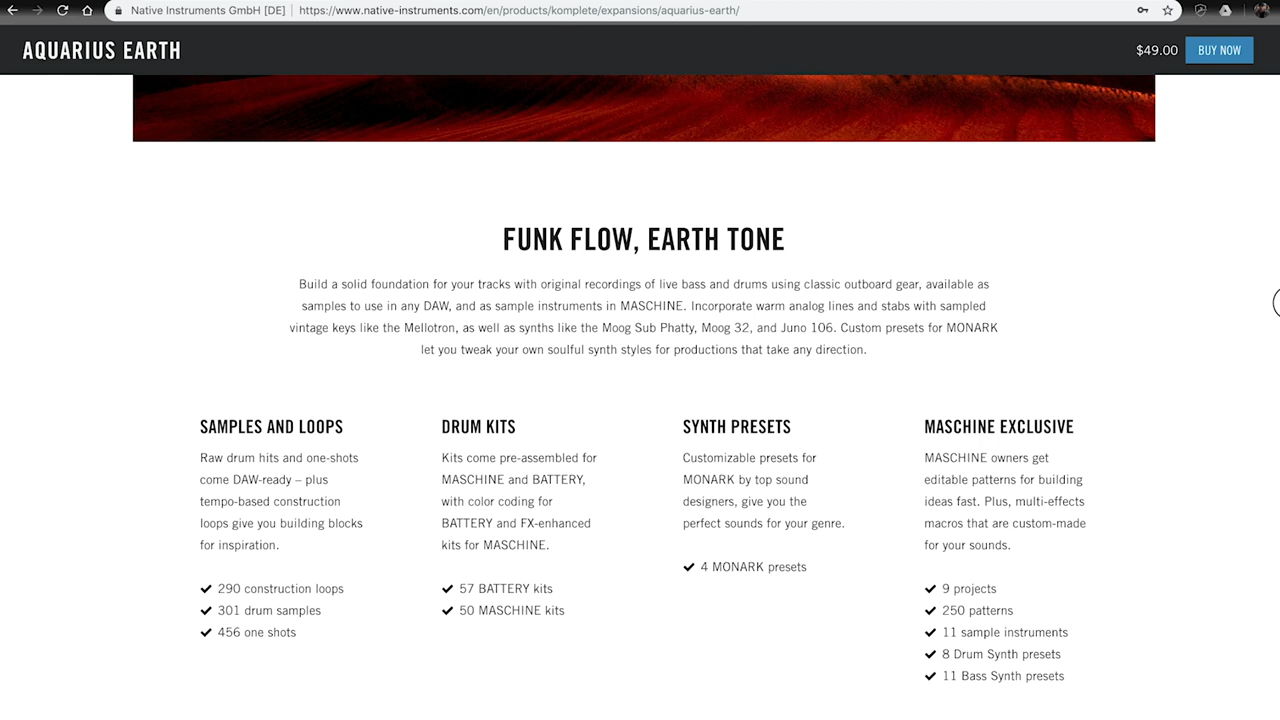 Native Instruments GmbH [DE] | https://www.native-instruments.com/en/products/komplete/expansions/aquarius-earth/
AQUARIUS EARTH
$49.00 BUY NOW
FUNK FLOW, EARTH TONE
Build a solid foundation for your tracks with original recordings of live bass and drums using classic outboard gear, available as
samples to use in any DAW, and as sample instruments in MASCHINE. Incorporate warm analog lines and stabs with sampled
vintage keys like the Mellotron, as well as synths like the Moog Sub Phatty, Moog 32, and Juno 106. Custom presets for MONARK
let you tweak your own soulful synth styles for productions that take any direction.
SAMPLES AND LOOPS
Raw drum hits and one-shots
come DAW-ready – plus
tempo-based construction
loops give you building blocks
for inspiration.
290 construction loops
301 drum samples
456 one shots
DRUM KITS
Kits come pre-assembled for
MASCHINE and BATTERY,
with color coding for
BATTERY and FX-enhanced
kits for MASCHINE.
57 BATTERY kits
50 MASCHINE kits
SYNTH PRESETS
Customizable presets for
MONARK by top sound
designers, give you the
perfect sounds for your genre.
4 MONARK presets
MASCHINE EXCLUSIVE
MASCHINE owners get
editable patterns for building
ideas fast. Plus, multi-effects
macros that are custom-made
for your sounds.
9 projects
250 patterns
11 sample instruments
8 Drum Synth presets
11 Bass Synth presets